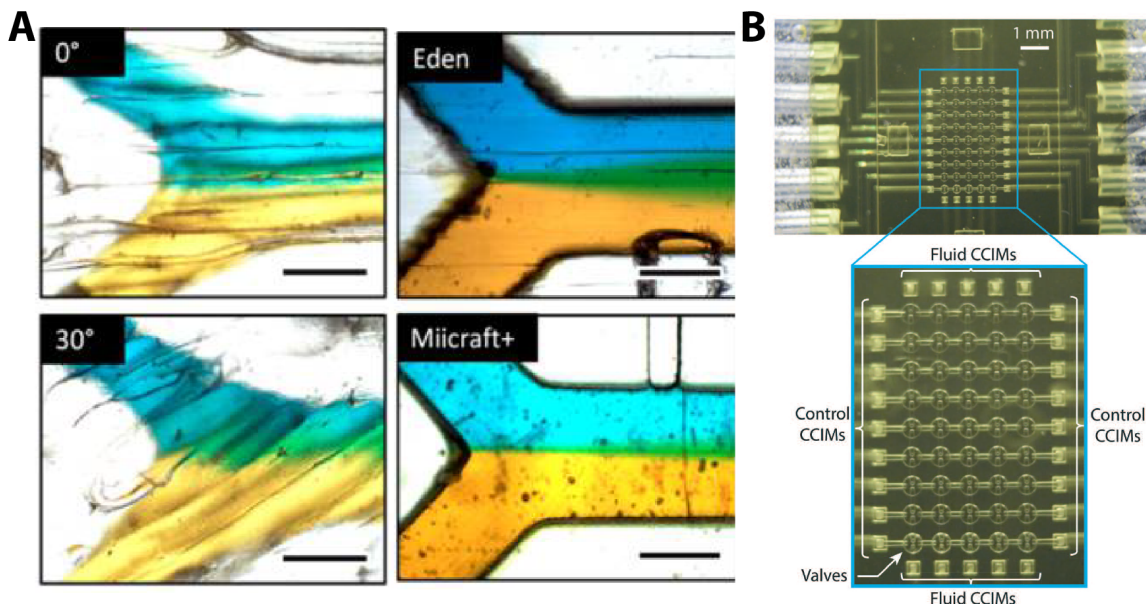 A
0°
Eden
30°
Miicraft+
B
1 mm
Fluid CCIMs
Control
CCIMs
Control
CCIMs
Valves
Fluid CCIMs